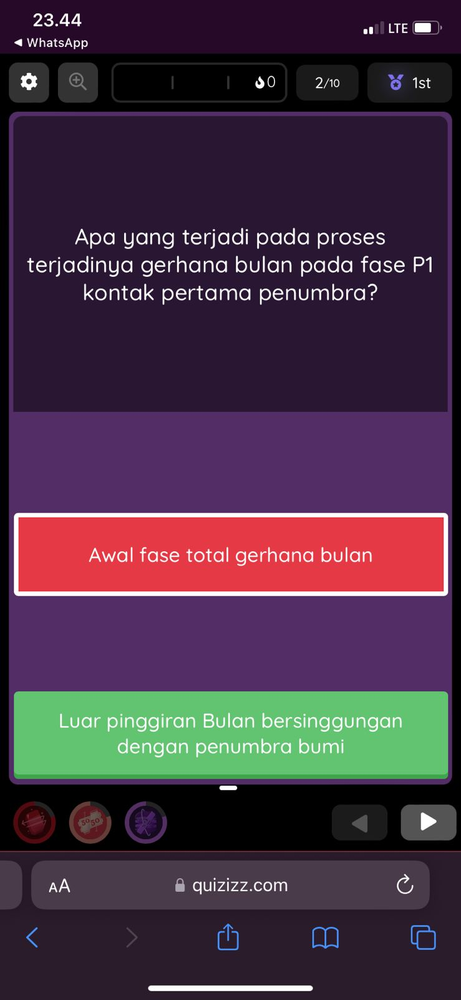 23.44
◀ WhatsApp
LTE
0
2/10
1st
Apa yang terjadi pada proses
terjadinya gerhana bulan pada fase P1
kontak pertama penumbra?
Awal fase total gerhana bulan
Luar pinggiran Bulan bersinggungan
dengan penumbra bumi
50 50
AA
quizizz.com